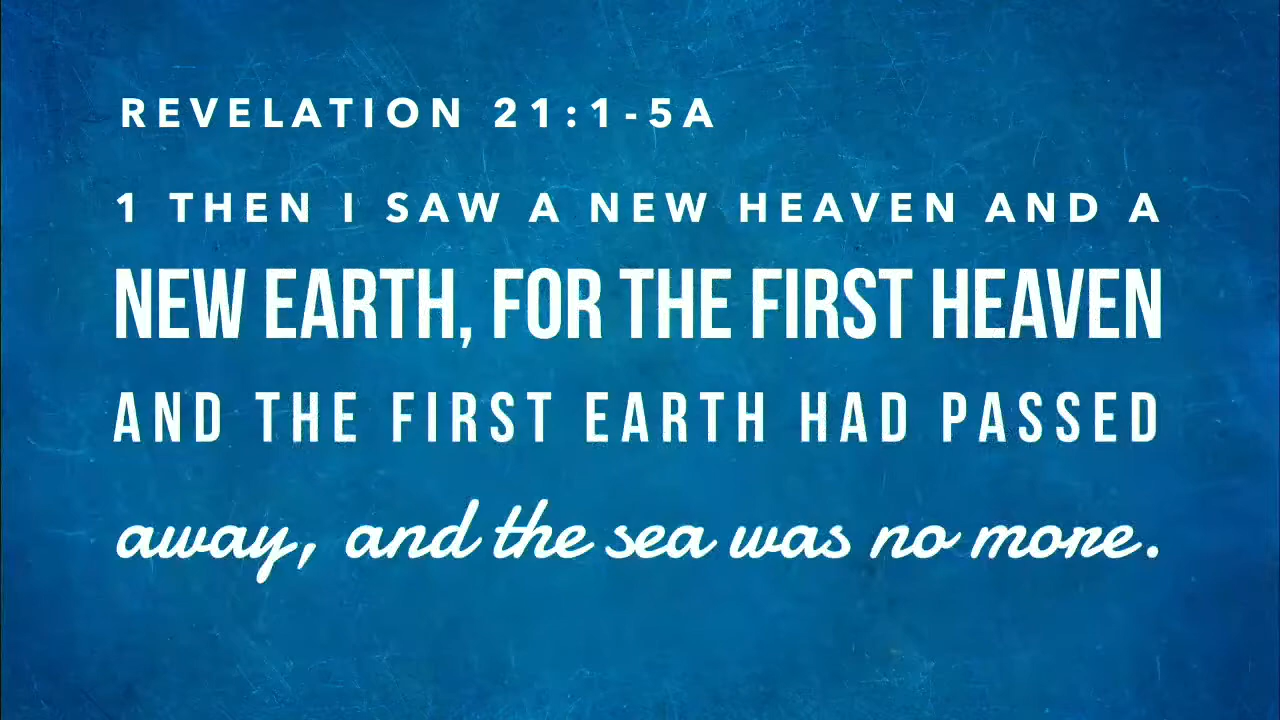 REVELATION 21:1-5A
1 THEN I SAW A NEW HEAVEN AND A
NEW EARTH, FOR THE FIRST HEAVEN
AND THE FIRST EARTH HAD PASSED
away, and the sea was no more.